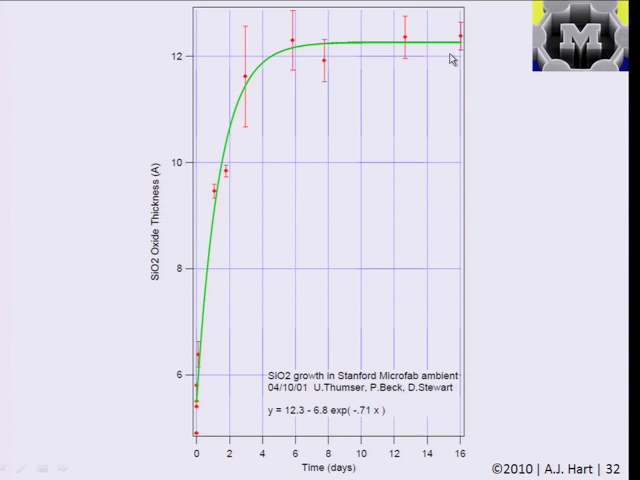 M
12
10
8
6
SiO2 Oxide Thickness (A)
SiO2 growth in Stanford Microfab ambient
04/10/01 U.Thumser, P.Beck, D.Stewart
y = 12.3 - 6.8 exp( -.71 x )
0 2 4 6 8 10 12 14 16
Time (days)
©2010 | A.J. Hart | 32